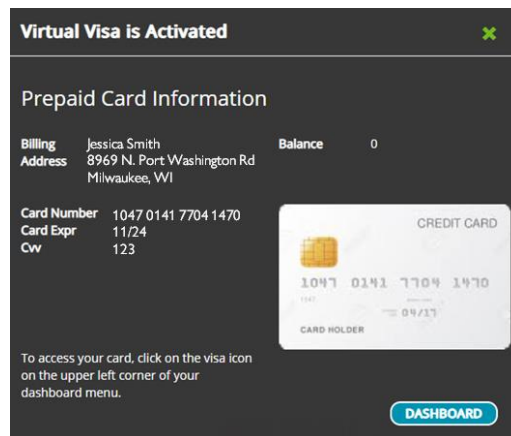 Virtual Visa is Activated
Prepaid Card Information
Billing Address
Jessica Smith
8969 N. Port Washington Rd
Milwaukee, WI
Balance 0
Card Number 1047 0141 7704 1470
Card Expr 11/24
Cvv 123
CREDIT CARD
1047 0141 7704 1470
04/17
CARD HOLDER
To access your card, click on the visa icon
on the upper left corner of your
dashboard menu.
DASHBOARD